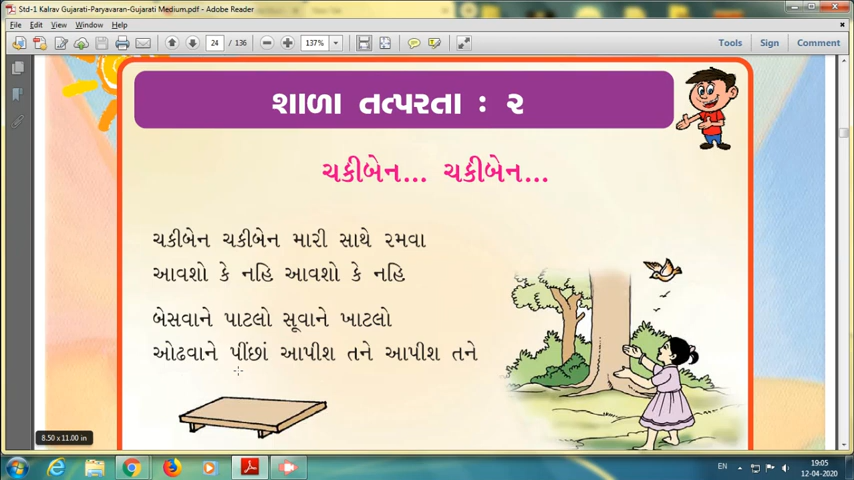 Std-1 Kalrav Gujarati-Paryavaran-Gujarati Medium.pdf - Adobe Reader
File Edit View Window Help
24 / 136 137% Tools Sign Comment
શાળા તત્પરતા : ૨
ચકીબેન... ચકીબેન...
ચકીબેન ચકીબેન મારી સાથે રમવા
આવશો કે નહિ આવશો કે નહિ
બેસવાને પાટલો સૂવાને ખાટલો
ઓઢવાને પીંછાં આપીશ તને આપીશ તને
8.50 x 11.00 in
EN 19:05
12-04-2020